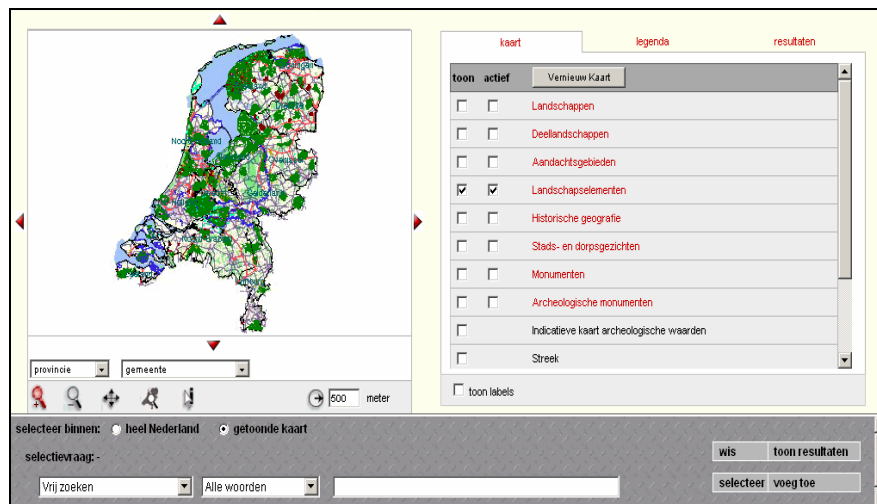 kaart legenda resultaten
toon actief Vernieuw Kaart
Landschappen
Deellandschappen
Aandachtsgebieden
Landschapselementen
Historische geografie
Stads- en dorpsgezichten
Monumenten
Archeologische monumenten
Indicatieve kaart archeologische waarden
Streek
toon labels
provincie gemeente
500 meter
selecteer binnen: heel Nederland getoonde kaart
selectievraag: -
wis toon resultaten
selecteer voeg toe
Vrij zoeken Alle woorden